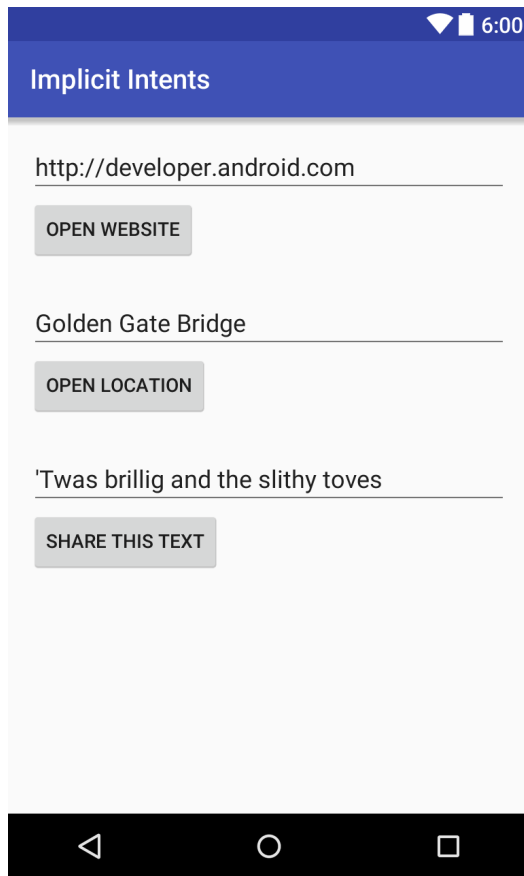 6:00
Implicit Intents
http://developer.android.com
OPEN WEBSITE
Golden Gate Bridge
OPEN LOCATION
'Twas brillig and the slithy toves
SHARE THIS TEXT